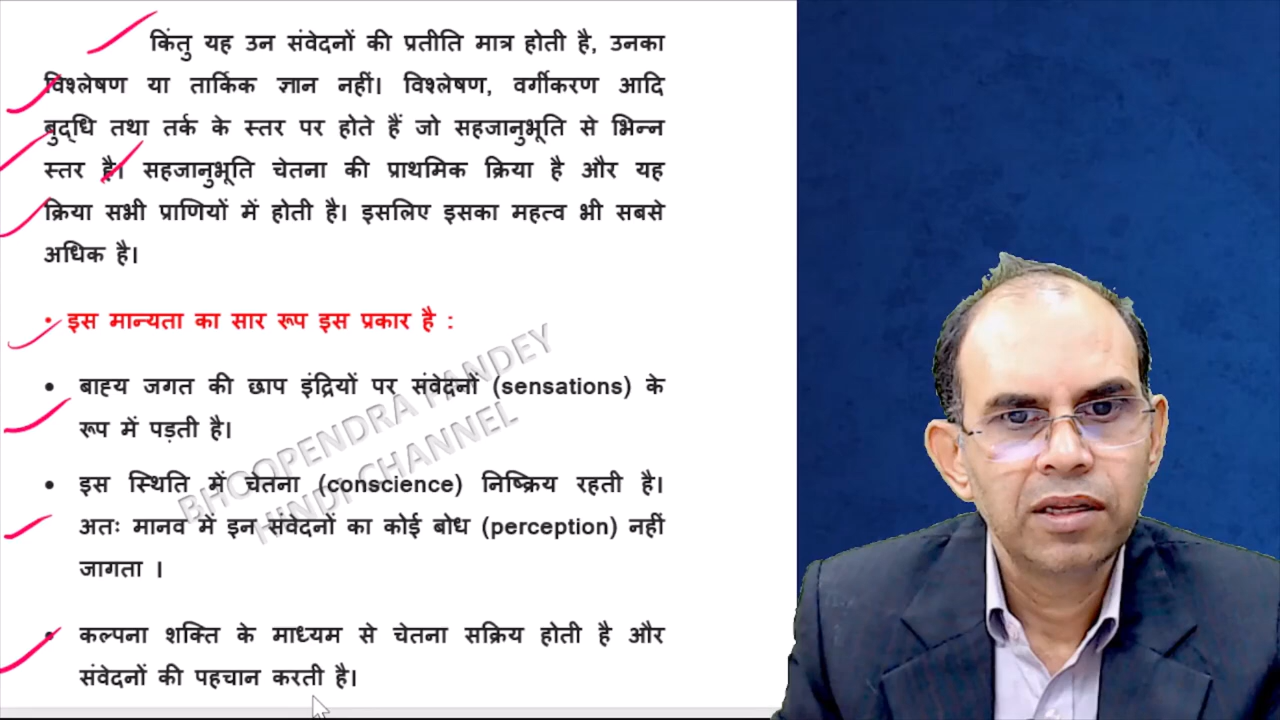 किंतु यह उन संवेदनों की प्रतीति मात्र होती है, उनका
विश्लेषण या तार्किक ज्ञान नहीं। विश्लेषण, वर्गीकरण आदि
बुद्धि तथा तर्क के स्तर पर होते हैं जो सहजानुभूति से भिन्न
स्तर है। सहजानुभूति चेतना की प्राथमिक क्रिया है और यह
क्रिया सभी प्राणियों में होती है। इसलिए इसका महत्व भी सबसे
अधिक है।
• इस मान्यता का सार रूप इस प्रकार है :
• बाह्य जगत की छाप इंद्रियों पर संवेदनों (sensations) के
रूप में पड़ती है।
• इस स्थिति में चेतना (conscience) निष्क्रिय रहती है।
अतः मानव में इन संवेदनों का कोई बोध (perception) नहीं
जागता ।
• कल्पना शक्ति के माध्यम से चेतना सक्रिय होती है और
संवेदनों की पहचान करती है।
BHOOPENDRA PANDEY
HINDI CHANNEL